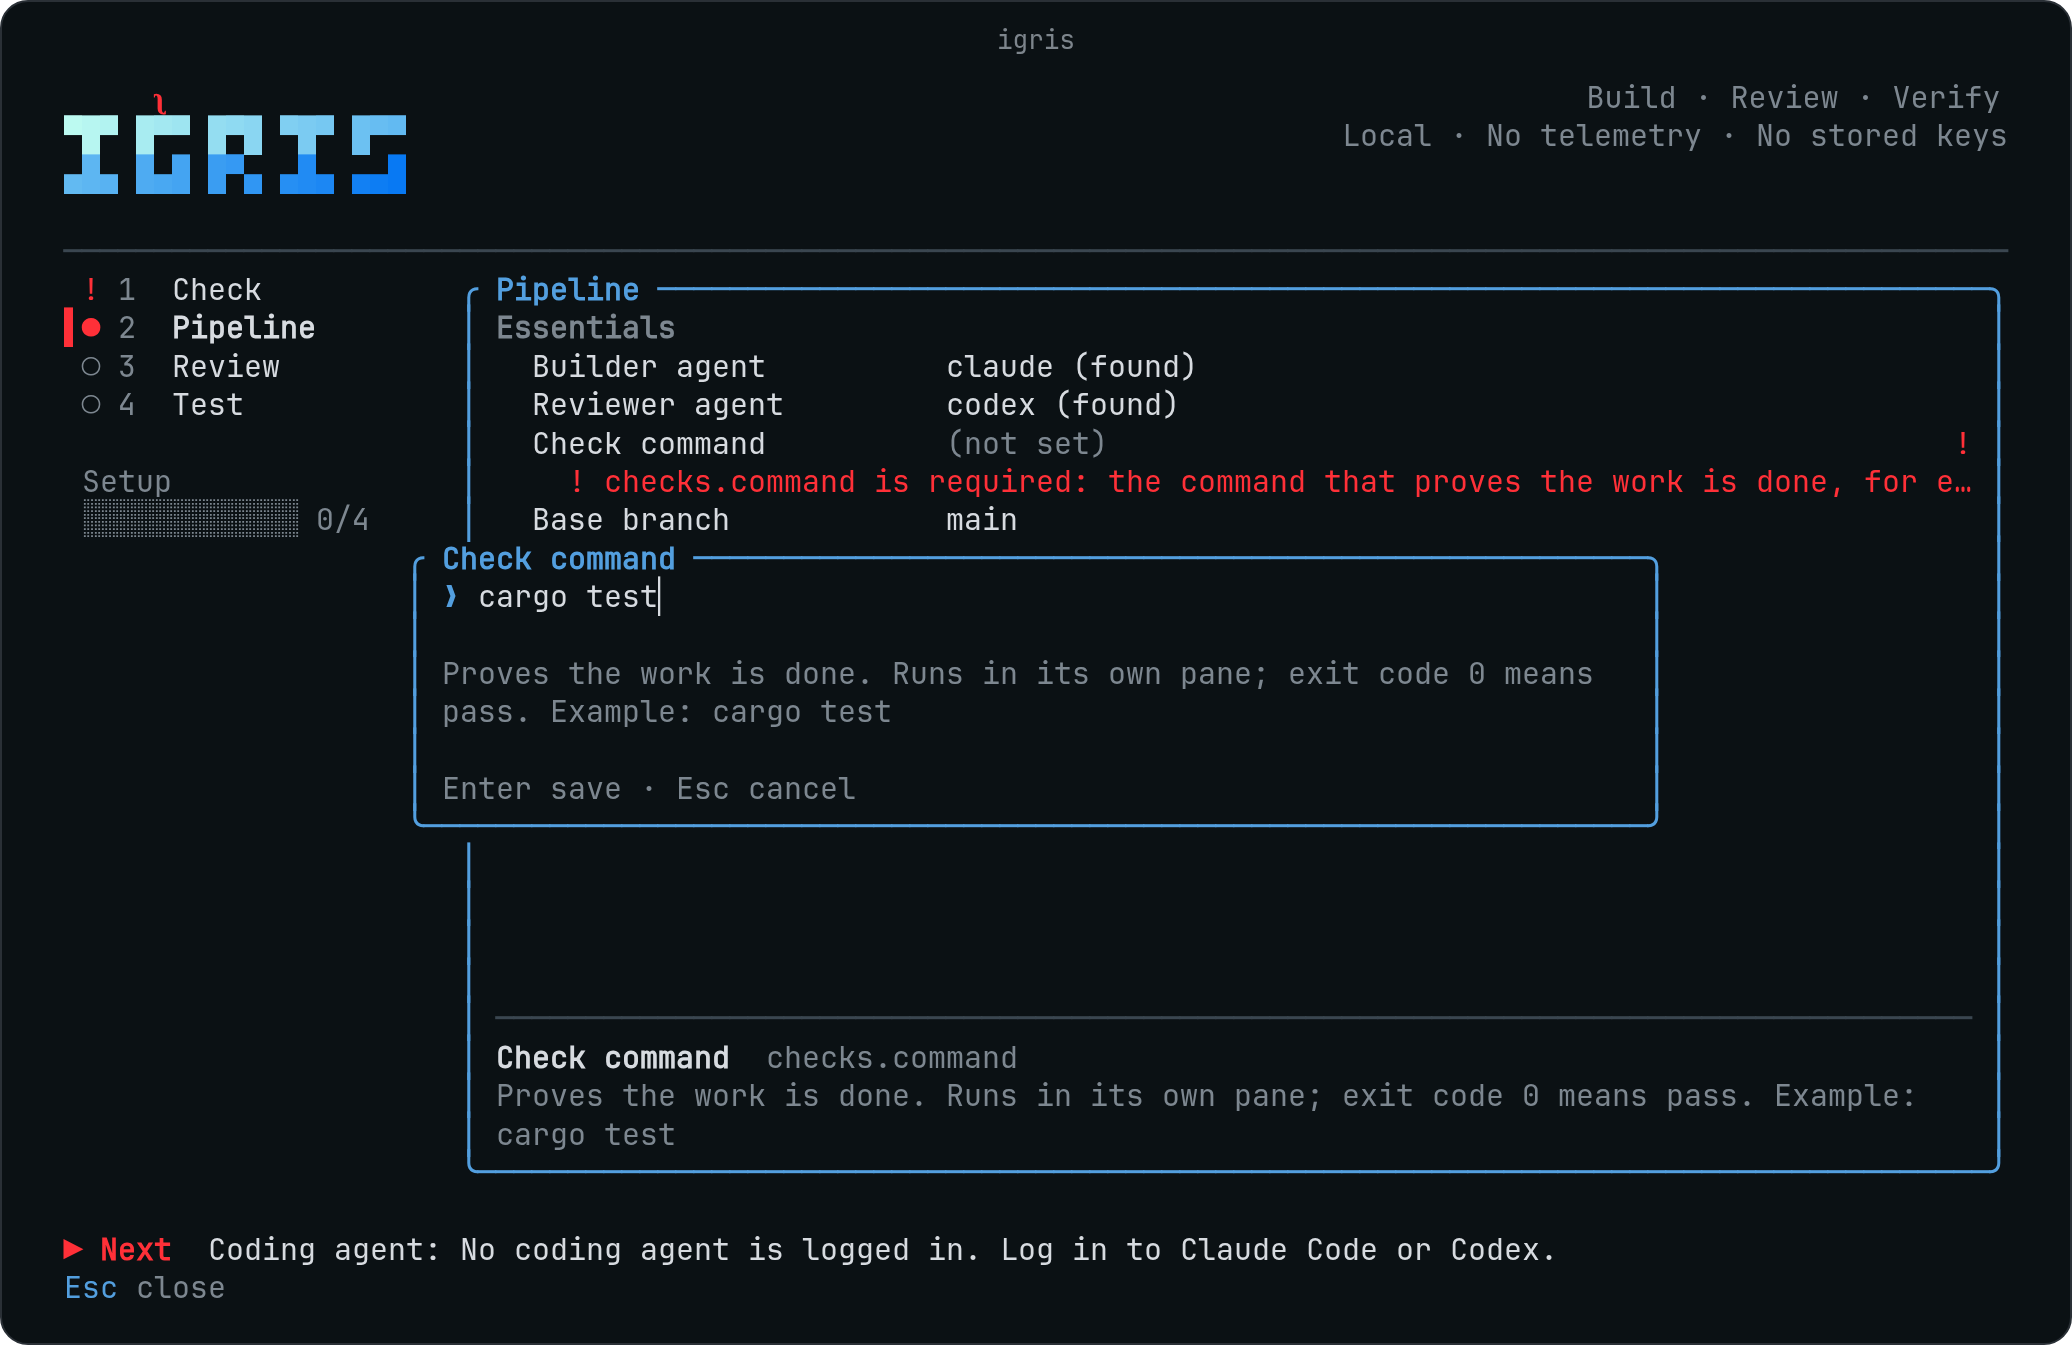 igris
IGRIS
Build · Review · Verify
Local · No telemetry · No stored keys
! 1 Check
● 2 Pipeline
○ 3 Review
○ 4 Test
Setup
0/4
Pipeline
Essentials
Builder agent claude (found)
Reviewer agent codex (found)
Check command (not set) !
! checks.command is required: the command that proves the work is done, for e…
Base branch main
Check command
❯ cargo test
Proves the work is done. Runs in its own pane; exit code 0 means
pass. Example: cargo test
Enter save · Esc cancel
Check command checks.command
Proves the work is done. Runs in its own pane; exit code 0 means pass. Example:
cargo test
▶ Next Coding agent: No coding agent is logged in. Log in to Claude Code or Codex.
Esc close